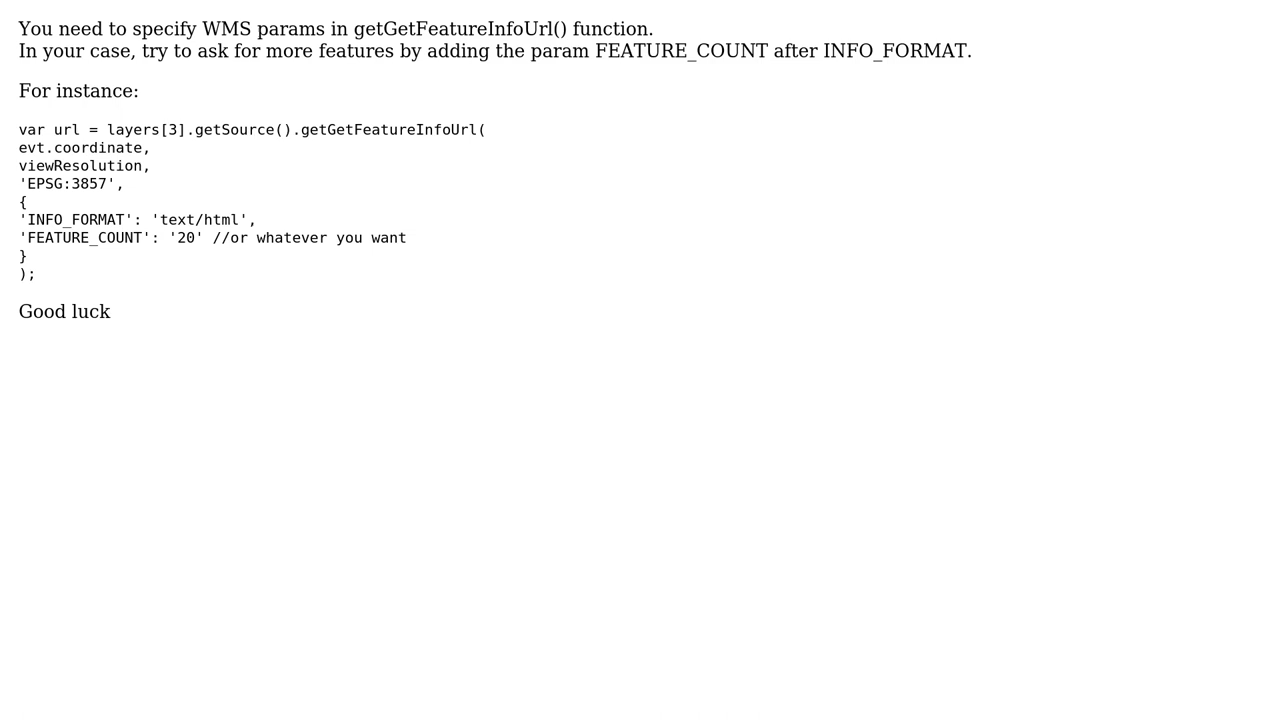 You need to specify WMS params in getGetFeatureInfoUrl() function.
In your case, try to ask for more features by adding the param FEATURE_COUNT after INFO_FORMAT.
For instance:
var url = layers[3].getSource().getGetFeatureInfoUrl(
evt.coordinate,
viewResolution,
'EPSG:3857',
{
'INFO_FORMAT': 'text/html',
'FEATURE_COUNT': '20' //or whatever you want
}
);
Good luck